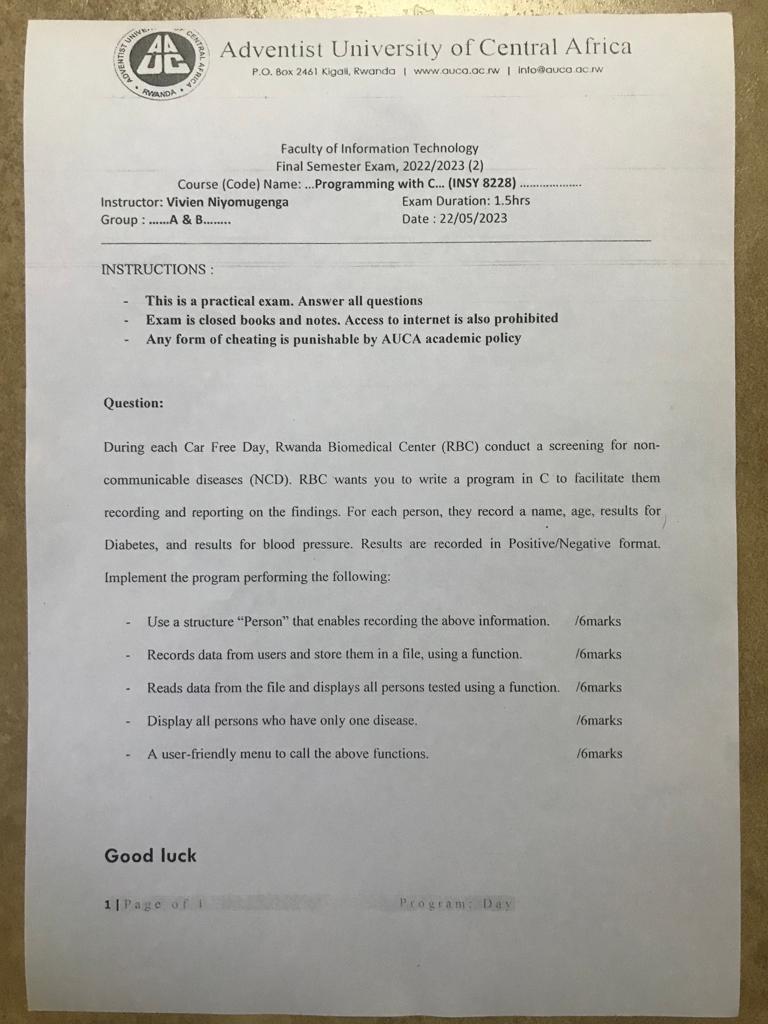 ADVENTIST UNIVE OF CENTRAL AFRICA
AUCA
• RWANDA •
Adventist University of Central Africa
P.O. Box 2461 Kigali, Rwanda | www.auca.ac.rw | info@auca.ac.rw
Faculty of Information Technology
Final Semester Exam, 2022/2023 (2)
Course (Code) Name: ...Programming with C... (INSY 8228) ..................
Instructor: Vivien Niyomugenga Exam Duration: 1.5hrs
Group : ......A & B........ Date : 22/05/2023
INSTRUCTIONS :
- This is a practical exam. Answer all questions
- Exam is closed books and notes. Access to internet is also prohibited
- Any form of cheating is punishable by AUCA academic policy
Question:
During each Car Free Day, Rwanda Biomedical Center (RBC) conduct a screening for non-
communicable diseases (NCD). RBC wants you to write a program in C to facilitate them
recording and reporting on the findings. For each person, they record a name, age, results for
Diabetes, and results for blood pressure. Results are recorded in Positive/Negative format.
Implement the program performing the following:
- Use a structure “Person” that enables recording the above information. /6marks
- Records data from users and store them in a file, using a function. /6marks
- Reads data from the file and displays all persons tested using a function. /6marks
- Display all persons who have only one disease. /6marks
- A user-friendly menu to call the above functions. /6marks
Good luck
1 | Page of 1 Program: Day